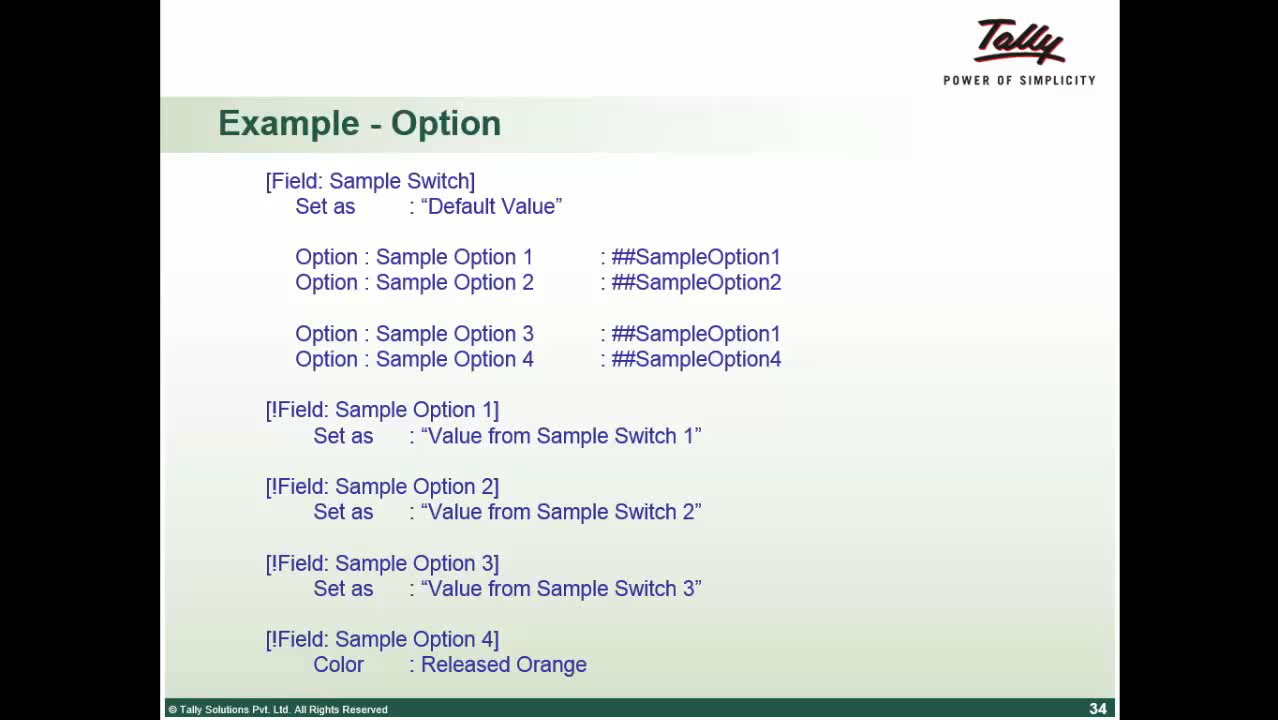 Tally
POWER OF SIMPLICITY
Example - Option
[Field: Sample Switch]
Set as : “Default Value”
Option : Sample Option 1 : ##SampleOption1
Option : Sample Option 2 : ##SampleOption2
Option : Sample Option 3 : ##SampleOption1
Option : Sample Option 4 : ##SampleOption4
[!Field: Sample Option 1]
Set as : “Value from Sample Switch 1”
[!Field: Sample Option 2]
Set as : “Value from Sample Switch 2”
[!Field: Sample Option 3]
Set as : “Value from Sample Switch 3”
[!Field: Sample Option 4]
Color : Released Orange
© Tally Solutions Pvt. Ltd. All Rights Reserved
34